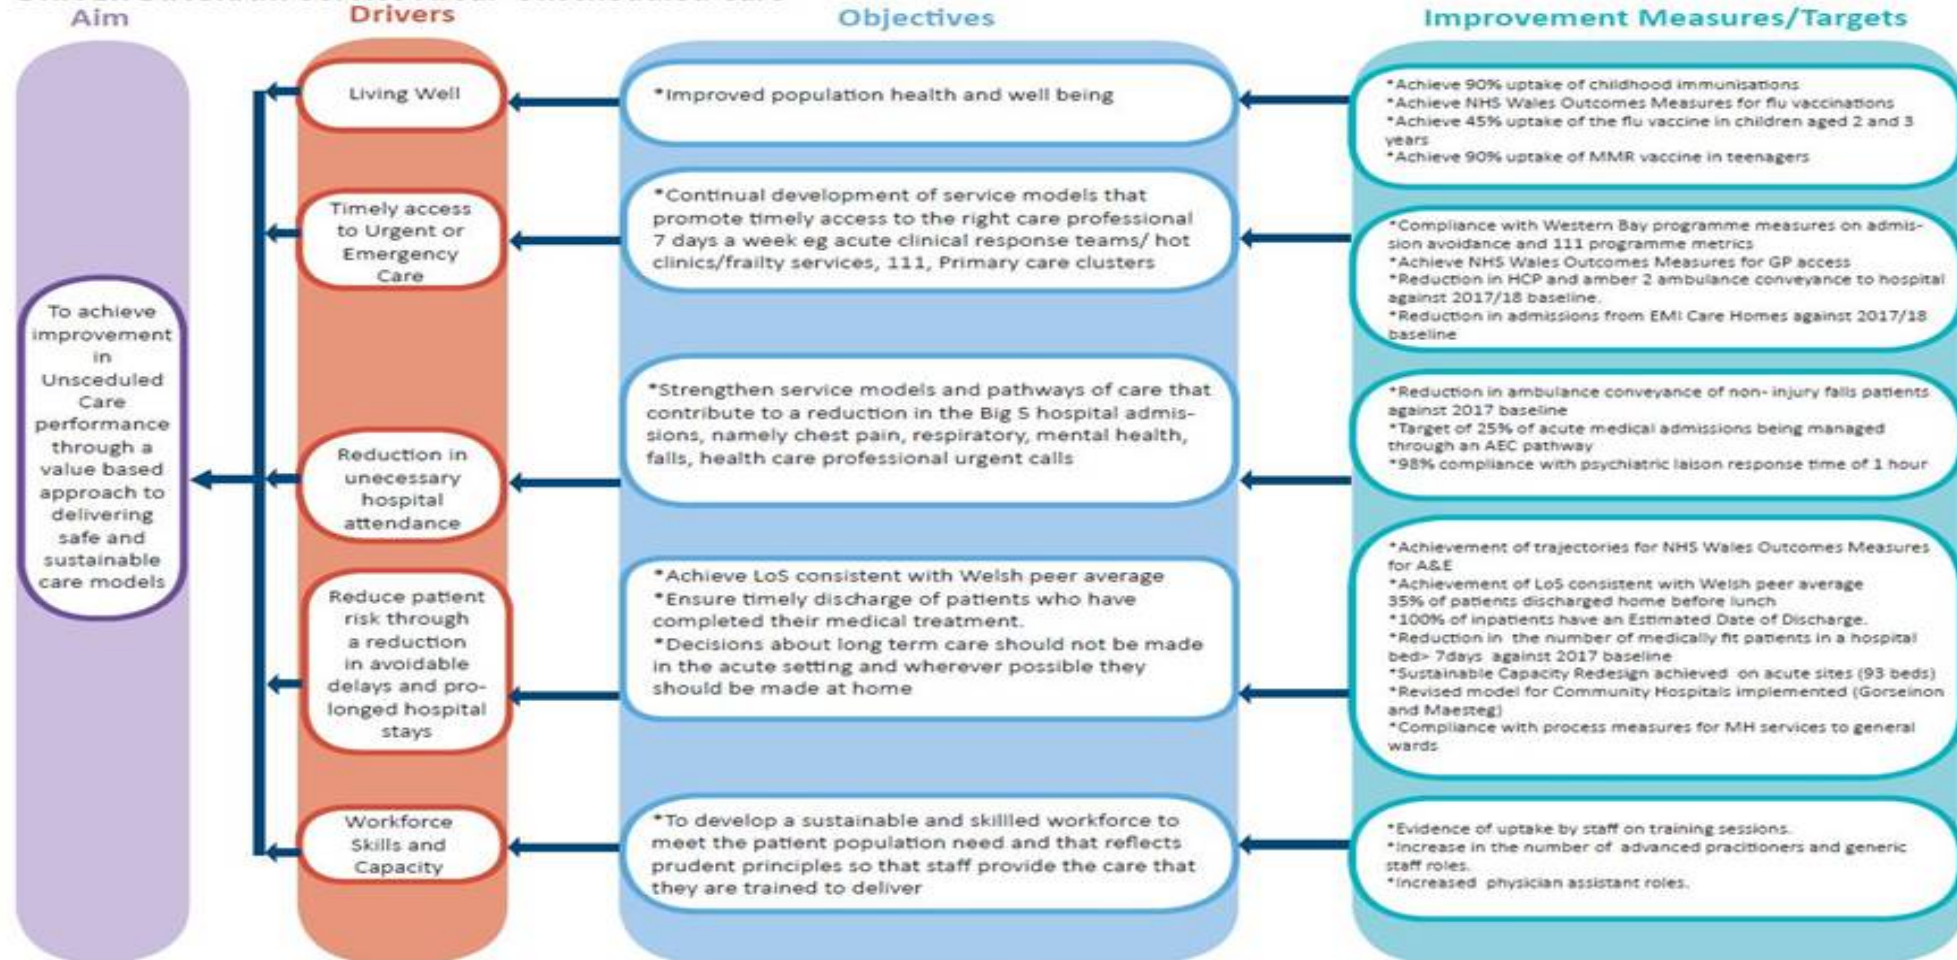 Aim
Drivers
Objectives
Improvement Measures/Targets
To achieve
improvement
in
Unsceduled
Care
performance
through a
value based
approach to
delivering
safe and
sustainable
care models
Living Well
Timely access
to Urgent or
Emergency
Care
Reduction in
unecessary
hospital
attendance
Reduce patient
risk through
a reduction
in avoidable
delays and pro-
longed hospital
stays
Workforce
Skills and
Capacity
*Improved population health and well being
*Continual development of service models that
promote timely access to the right care professional
7 days a week eg acute clinical response teams/ hot
clinics/frailty services, 111, Primary care clusters
*Strengthen service models and pathways of care that
contribute to a reduction in the Big 5 hospital admis-
sions, namely chest pain, respiratory, mental health,
falls, health care professional urgent calls
*Achieve LoS consistent with Welsh peer average
*Ensure timely discharge of patients who have
completed their medical treatment.
*Decisions about long term care should not be made
in the acute setting and wherever possible they
should be made at home
*To develop a sustainable and skillled workforce to
meet the patient population need and that reflects
prudent principles so that staff provide the care that
they are trained to deliver
*Achieve 90% uptake of childhood immunisations
*Achieve NHS Wales Outcomes Measures for flu vaccinations
*Achieve 45% uptake of the flu vaccine in children aged 2 and 3
years
*Achieve 90% uptake of MMR vaccine in teenagers
*Compliance with Western Bay programme measures on admis-
sion avoidance and 111 programme metrics
*Achieve NHS Wales Outcomes Measures for GP access
*Reduction in HCP and amber 2 ambulance conveyance to hospital
against 2017/18 baseline.
*Reduction in admissions from EMI Care Homes against 2017/18
baseline
*Reduction in ambulance conveyance of non- injury falls patients
against 2017 baseline
*Target of 25% of acute medical admissions being managed
through an AEC pathway
*98% compliance with psychiatric laison response time of 1 hour
*Achievement of trajectories for NHS Wales Outcomes Measures
for A&E
*Achievement of LoS consistent with Welsh peer average
35% of patients discharged home before lunch
*100% of inpatients have an Estimated Date of Discharge.
*Reduction in the number of medically fit patients in a hospital
bed> 7days against 2017 baseline
*Sustainable Capacity Redesign achieved on acute sites (93 beds)
*Revised model for Community Hospitals implemented (Gorseinon
and Maesteg)
*Compliance with process measures for MH services to general
wards
*Evidence of uptake by staff on training sessions.
*Increase in the number of advanced pracitioners and generic
staff roles.
*Increased physician assistant roles.